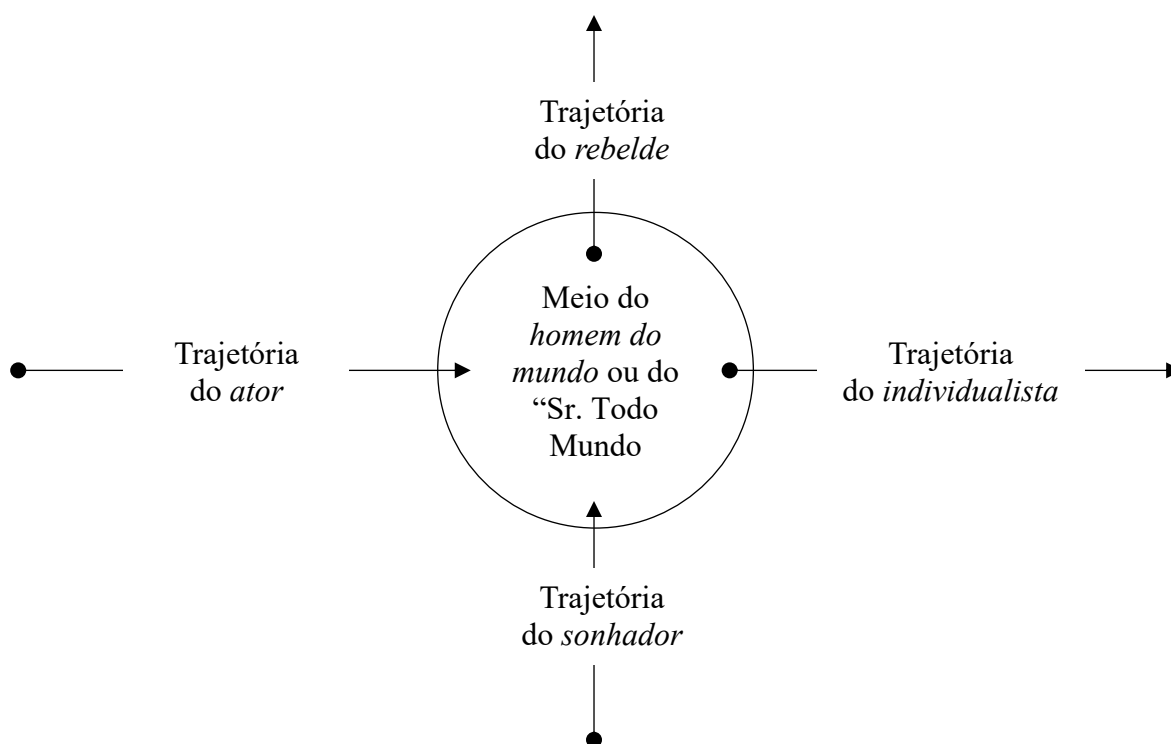 Trajetória
do rebelde
Meio do
homem do
mundo ou do
“Sr. Todo
Mundo
Trajetória
do ator
Trajetória
do individualista
Trajetória
do sonhador